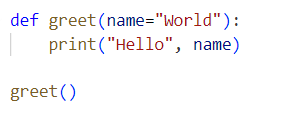 def greet(name="World"):
    print("Hello", name)

greet()